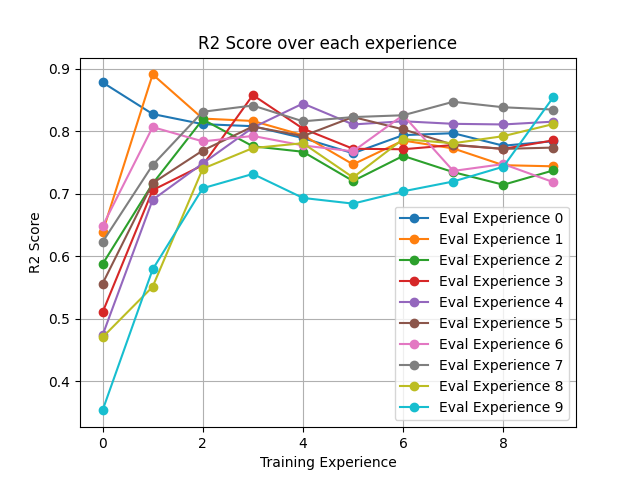 R2 Score over each experience
R2 Score
0.9
0.8
0.7
0.6
0.5
0.4
0 2 4 6 8
Training Experience
Eval Experience 0
Eval Experience 1
Eval Experience 2
Eval Experience 3
Eval Experience 4
Eval Experience 5
Eval Experience 6
Eval Experience 7
Eval Experience 8
Eval Experience 9